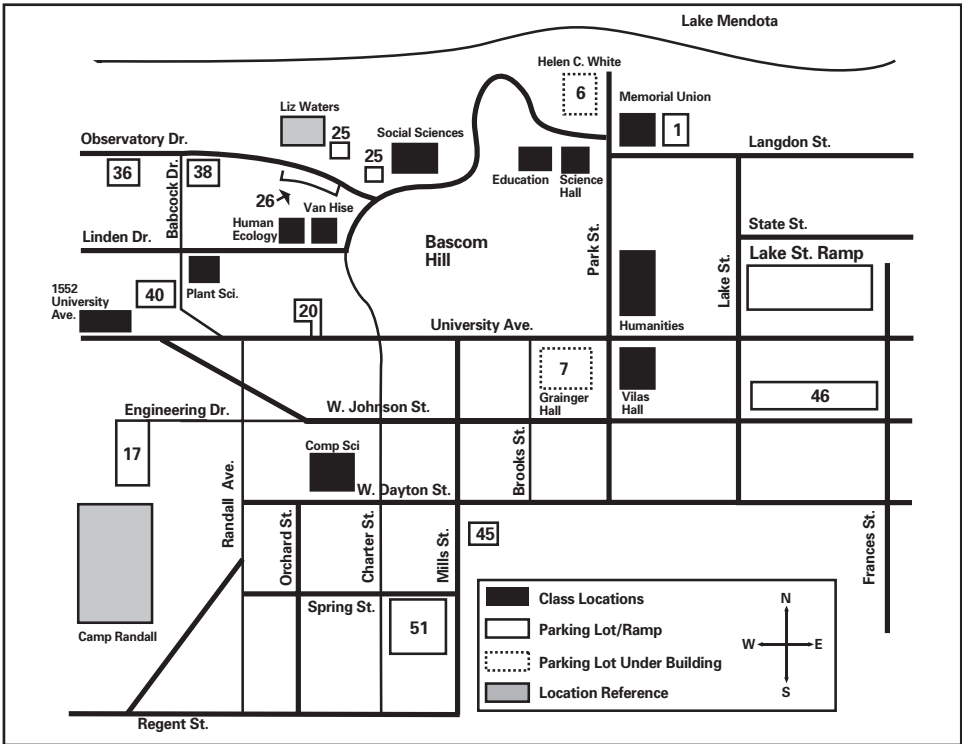 Lake Mendota
Helen C. White
6
Memorial Union
1
Liz Waters
25
Social Sciences
25
Observatory Dr.
Langdon St.
36
38
Babcock Dr.
Education
Science
Hall
26
Van Hise
Human
Ecology
Linden Dr.
Bascom
Hill
Park St.
State St.
Lake St.
Lake St. Ramp
Plant Sci.
1552
University
Ave.
40
20
University Ave.
Humanities
7
Grainger
Hall
Vilas
Hall
46
Engineering Dr.
W. Johnson St.
17
Comp Sci
W. Dayton St.
Brooks St.
Randall Ave.
Orchard St.
Charter St.
Mills St.
45
Frances St.
Spring St.
51
Camp Randall
Regent St.
Class Locations
Parking Lot/Ramp
Parking Lot Under Building
Location Reference
N
W
E
S